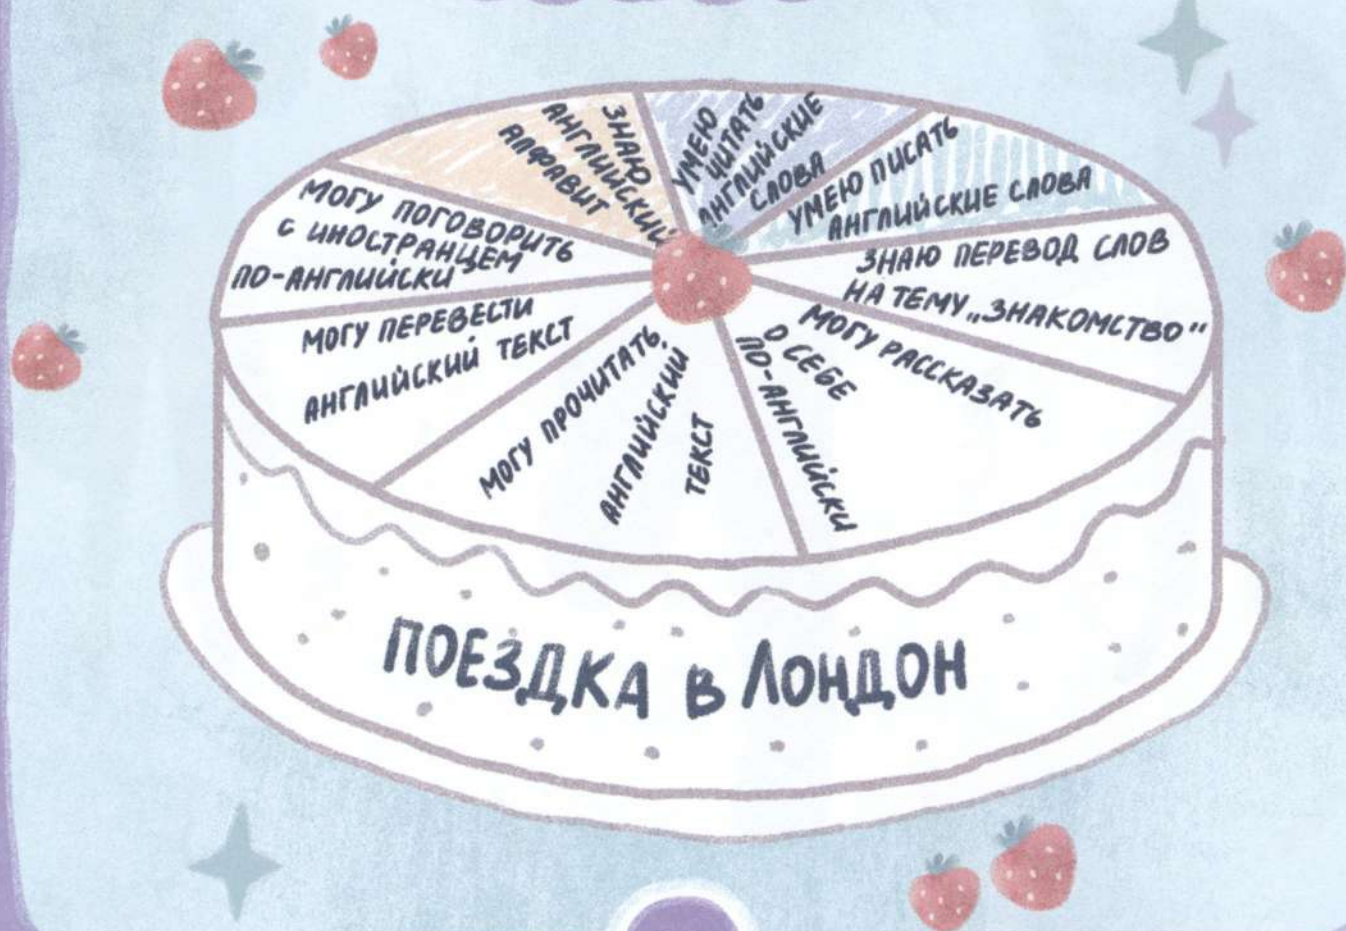 ЗНАЮ
АНГЛИЙСКИЙ
АЛФАВИТ
УМЕЮ
ЧИТАТЬ
АНГЛИЙСКИЕ
СЛОВА
УМЕЮ ПИСАТЬ
АНГЛИЙСКИЕ СЛОВА
ЗНАЮ ПЕРЕВОД СЛОВ
НА ТЕМУ „ЗНАКОМСТВО“
МОГУ РАССКАЗАТЬ
О СЕБЕ
ПО-АНГЛИЙСКИ
МОГУ ПРОЧИТАТЬ
АНГЛИЙСКИЙ
ТЕКСТ
МОГУ ПЕРЕВЕСТИ
АНГЛИЙСКИЙ ТЕКСТ
МОГУ ПОГОВОРИТЬ
С ИНОСТРАНЦЕМ
ПО-АНГЛИЙСКИ
ПОЕЗДКА В ЛОНДОН